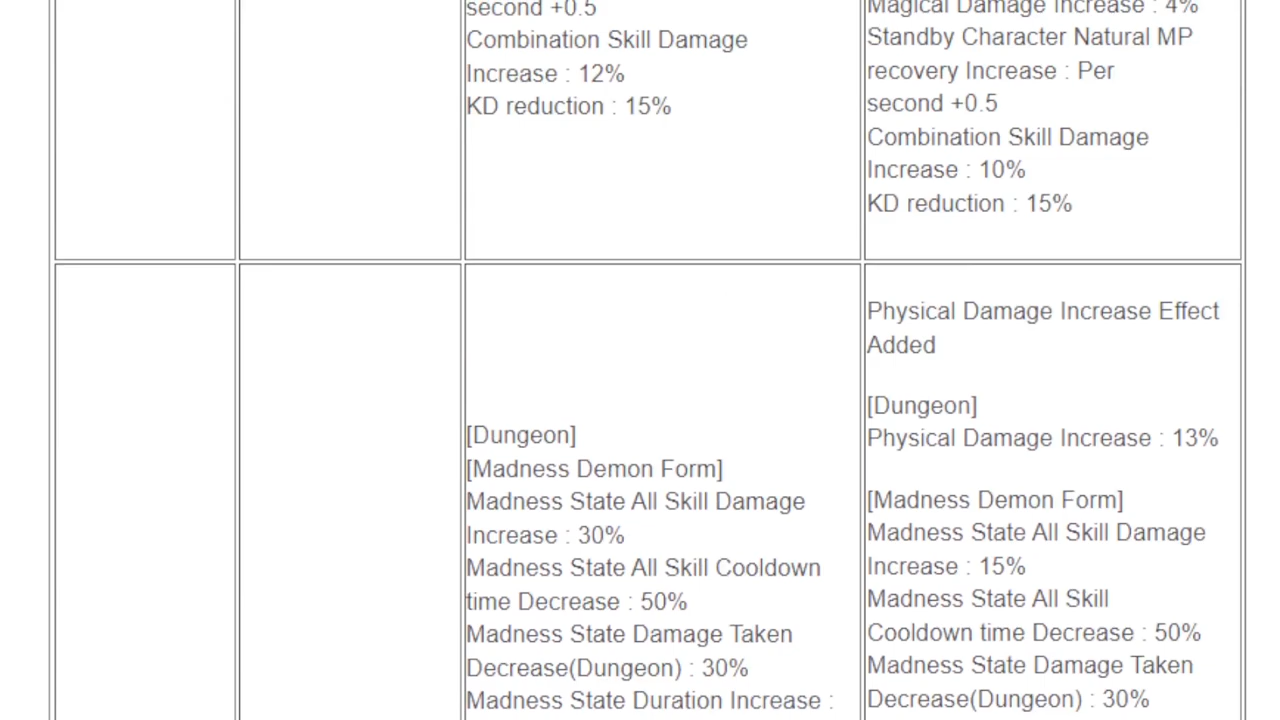 second +0.5
Combination Skill Damage
Increase : 12%
KD reduction : 15%
Magical Damage Increase : 4%
Standby Character Natural MP
recovery Increase : Per
second +0.5
Combination Skill Damage
Increase : 10%
KD reduction : 15%
[Dungeon]
[Madness Demon Form]
Madness State All Skill Damage
Increase : 30%
Madness State All Skill Cooldown
time Decrease : 50%
Madness State Damage Taken
Decrease(Dungeon) : 30%
Madness State Duration Increase :
Physical Damage Increase Effect
Added
[Dungeon]
Physical Damage Increase : 13%
[Madness Demon Form]
Madness State All Skill Damage
Increase : 15%
Madness State All Skill
Cooldown time Decrease : 50%
Madness State Damage Taken
Decrease(Dungeon) : 30%